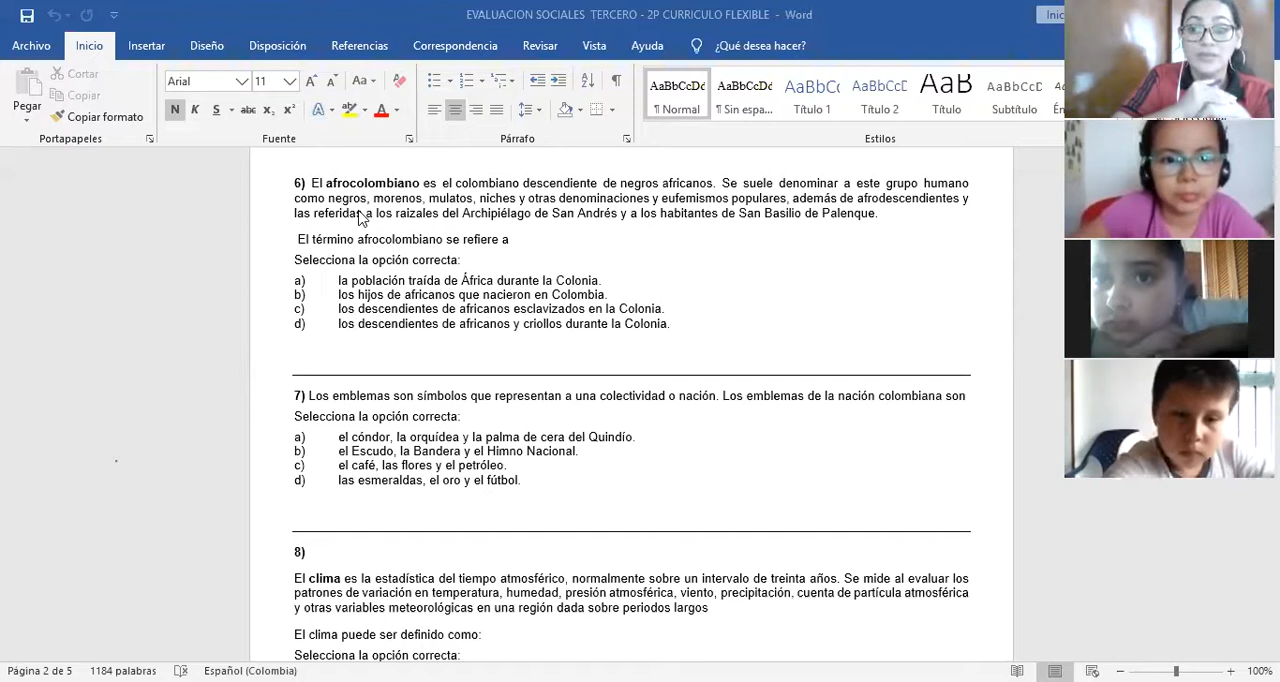 EVALUACION SOCIALES TERCERO - 2P CURRICULO FLEXIBLE - Word
Inic
Archivo Inicio Insertar Diseño Disposición Referencias Correspondencia Revisar Vista Ayuda ¿Qué desea hacer?
Pegar
Cortar
Copiar
Copiar formato
Portapapeles
Arial 11
Aa
N K S abc x₂ x²
Fuente
Párrafo
AaBbCcDd AaBbCcDd AaBbCc AaBbCcD AaB AaBbCcD
¶ Normal ¶ Sin espa... Título 1 Título 2 Título Subtítulo
Estilos
6) El afrocolombiano es el colombiano descendiente de negros africanos. Se suele denominar a este grupo humano
como negros, morenos, mulatos, niches y otras denominaciones y eufemismos populares, además de afrodescendientes y
las referidas a los raizales del Archipiélago de San Andrés y a los habitantes de San Basilio de Palenque.
El término afrocolombiano se refiere a
Selecciona la opción correcta:
a) la población traída de África durante la Colonia.
b) los hijos de africanos que nacieron en Colombia.
c) los descendientes de africanos esclavizados en la Colonia.
d) los descendientes de africanos y criollos durante la Colonia.
7) Los emblemas son símbolos que representan a una colectividad o nación. Los emblemas de la nación colombiana son
Selecciona la opción correcta:
a) el cóndor, la orquídea y la palma de cera del Quindío.
b) el Escudo, la Bandera y el Himno Nacional.
c) el café, las flores y el petróleo.
d) las esmeraldas, el oro y el fútbol.
8)
El clima es la estadística del tiempo atmosférico, normalmente sobre un intervalo de treinta años. Se mide al evaluar los
patrones de variación en temperatura, humedad, presión atmosférica, viento, precipitación, cuenta de partícula atmosférica
y otras variables meteorológicas en una región dada sobre periodos largos
El clima puede ser definido como:
Selecciona la opción correcta:
Página 2 de 5 1184 palabras Español (Colombia) 100%